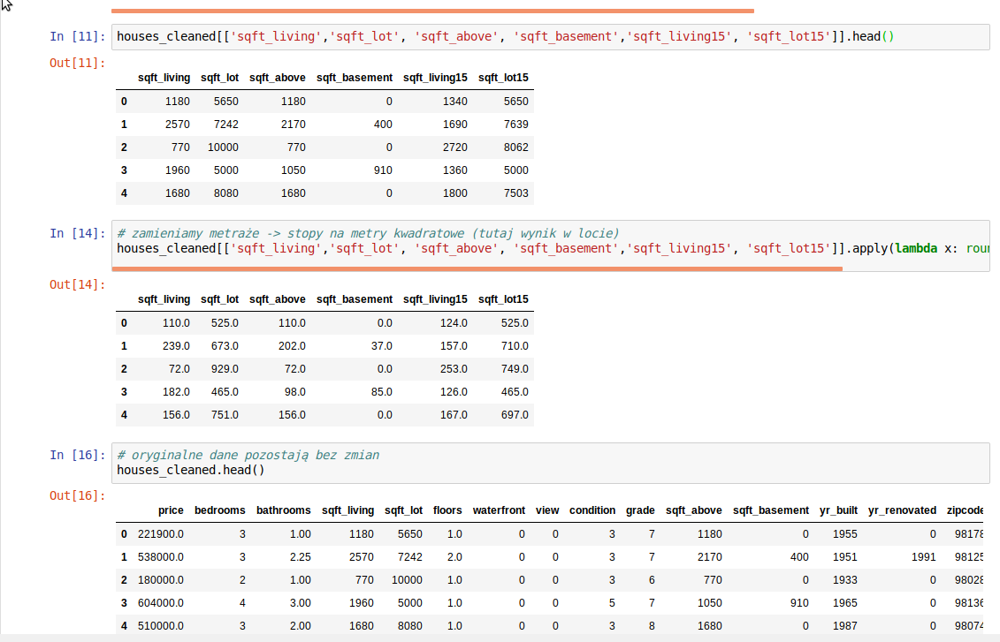 In [11]: houses_cleaned[['sqft_living','sqft_lot', 'sqft_above', 'sqft_basement','sqft_living15', 'sqft_lot15']].head()
Out[11]:
sqft_living sqft_lot sqft_above sqft_basement sqft_living15 sqft_lot15
0 1180 5650 1180 0 1340 5650
1 2570 7242 2170 400 1690 7639
2 770 10000 770 0 2720 8062
3 1960 5000 1050 910 1360 5000
4 1680 8080 1680 0 1800 7503
In [14]: # zamieniamy metraże -> stopy na metry kwadratowe (tutaj wynik w locie)
houses_cleaned[['sqft_living','sqft_lot', 'sqft_above', 'sqft_basement','sqft_living15', 'sqft_lot15']].apply(lambda x: rou
Out[14]:
sqft_living sqft_lot sqft_above sqft_basement sqft_living15 sqft_lot15
0 110.0 525.0 110.0 0.0 124.0 525.0
1 239.0 673.0 202.0 37.0 157.0 710.0
2 72.0 929.0 72.0 0.0 253.0 749.0
3 182.0 465.0 98.0 85.0 126.0 465.0
4 156.0 751.0 156.0 0.0 167.0 697.0
In [16]: # oryginalne dane pozostają bez zmian
houses_cleaned.head()
Out[16]:
price bedrooms bathrooms sqft_living sqft_lot floors waterfront view condition grade sqft_above sqft_basement yr_built yr_renovated zipcode
0 221900.0 3 1.00 1180 5650 1.0 0 0 3 7 1180 0 1955 0 98178
1 538000.0 3 2.25 2570 7242 2.0 0 0 3 7 2170 400 1951 1991 98125
2 180000.0 2 1.00 770 10000 1.0 0 0 3 6 770 0 1933 0 98028
3 604000.0 4 3.00 1960 5000 1.0 0 0 5 7 1050 910 1965 0 98136
4 510000.0 3 2.00 1680 8080 1.0 0 0 3 8 1680 0 1987 0 98074